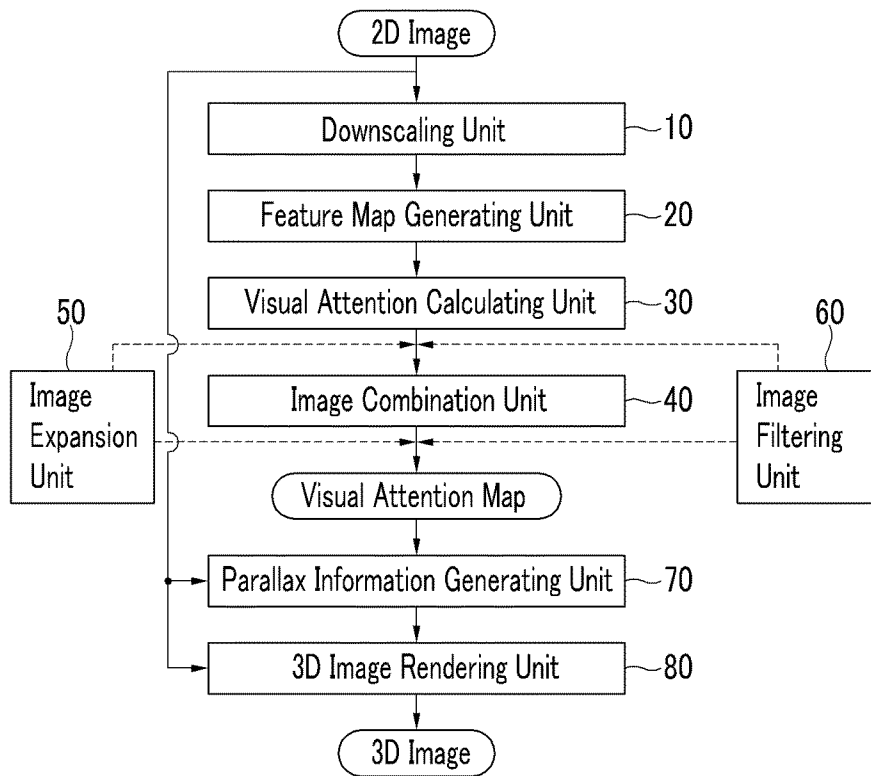 2D Image
Downscaling Unit
10
Feature Map Generating Unit
20
Visual Attention Calculating Unit
30
50
60
Image
Expansion
Unit
Image Combination Unit
40
Image
Filtering
Unit
Visual Attention Map
Parallax Information Generating Unit
70
3D Image Rendering Unit
80
3D Image